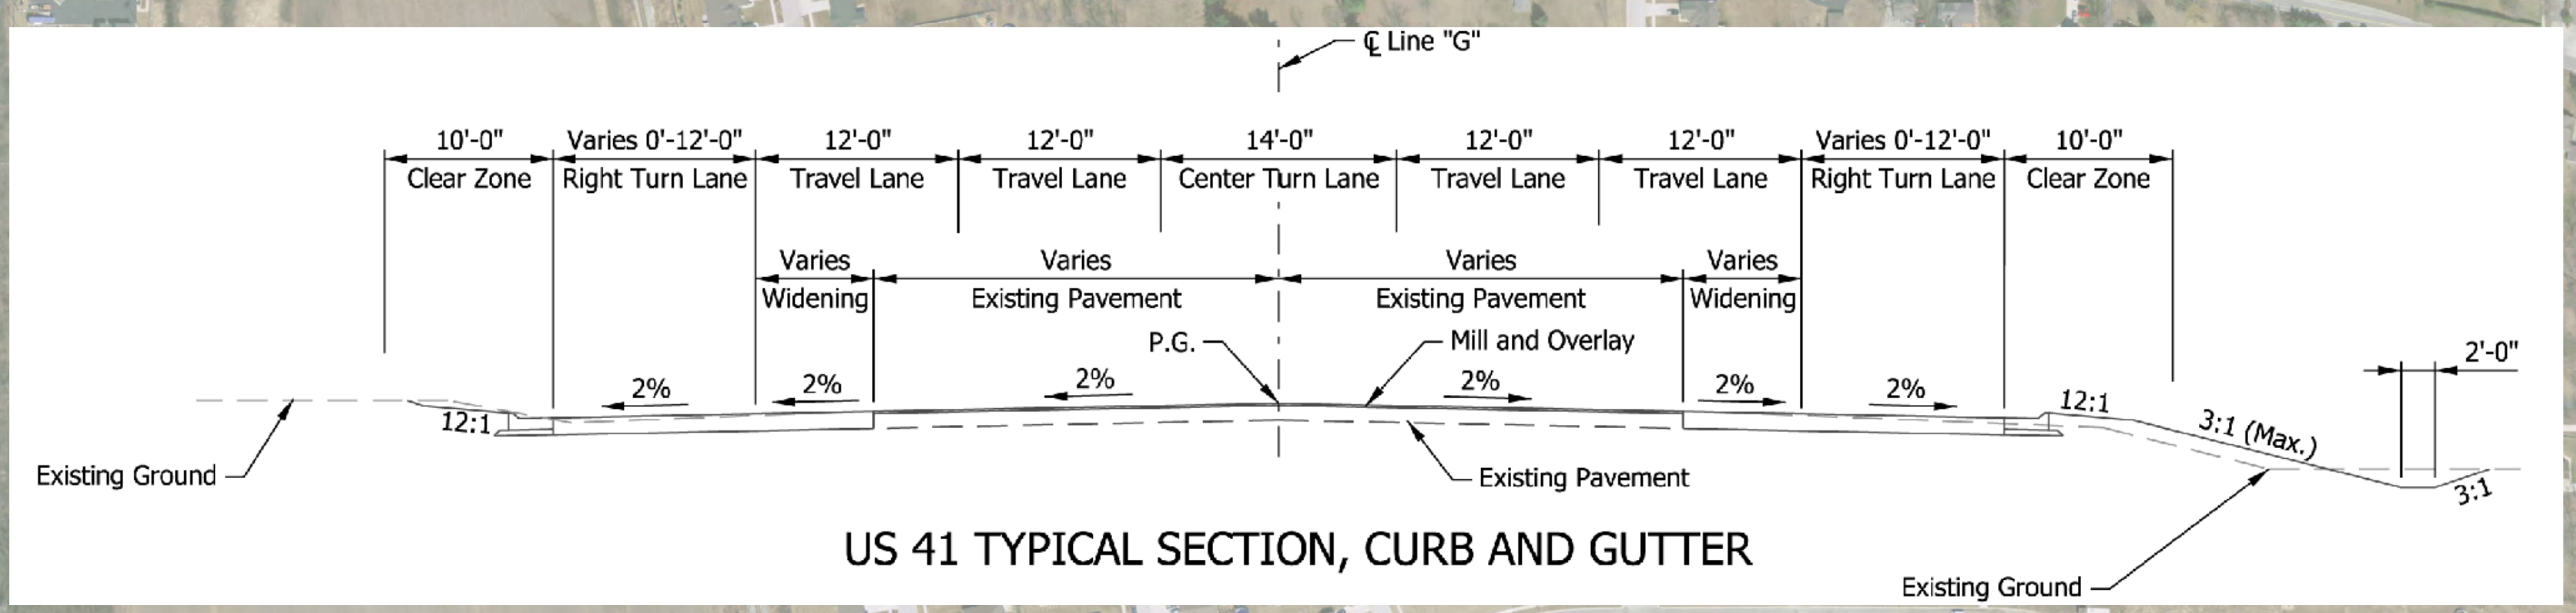 ℄ Line "G"
10'-0" Varies 0'-12'-0" 12'-0" 12'-0" 14'-0" 12'-0" 12'-0" Varies 0'-12'-0" 10'-0"
Clear Zone Right Turn Lane Travel Lane Travel Lane Center Turn Lane Travel Lane Travel Lane Right Turn Lane Clear Zone
Varies Varies Varies Varies
Widening Existing Pavement Existing Pavement Widening
P.G. Mill and Overlay
2'-0"
2% 2% 2% 2% 2% 2%
12:1 12:1
3:1 (Max.)
Existing Ground Existing Pavement 3:1
US 41 TYPICAL SECTION, CURB AND GUTTER
Existing Ground